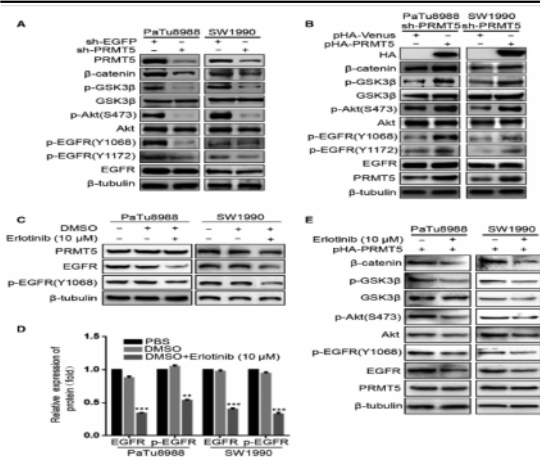 A
PaTu8988 SW1990
sh-EGFP + - + -
sh-PRMT5 - + - +
PRMT5
β-catenin
p-GSK3β
GSK3β
p-Akt(S473)
Akt
p-EGFR(Y1068)
p-EGFR(Y1172)
EGFR
β-tubulin
B
PaTu8988 SW1990
sh-PRMT5 sh-PRMT5
pHA-Venus + - + -
pHA-PRMT5 - + - +
HA
β-catenin
p-GSK3β
GSK3β
p-Akt(S473)
Akt
p-EGFR(Y1068)
p-EGFR(Y1172)
EGFR
PRMT5
β-tubulin
C
PaTu8988 SW1990
DMSO - + + - + +
Erlotinib (10 μM) - - + - - +
PRMT5
EGFR
p-EGFR(Y1068)
β-tubulin
D
PBS
DMSO
DMSO+Erlotinib (10 μM)
Relative expression of
protein (fold)
1.5
1.0
0.5
0.0
*** ** *** ***
EGFR p-EGFR EGFR p-EGFR
PaTu8988 SW1990
E
PaTu8988 SW1990
Erlotinib (10 μM) - + - +
pHA-PRMT5 + + + +
β-catenin
p-GSK3β
GSK3β
p-Akt(S473)
Akt
p-EGFR(Y1068)
EGFR
PRMT5
β-tubulin